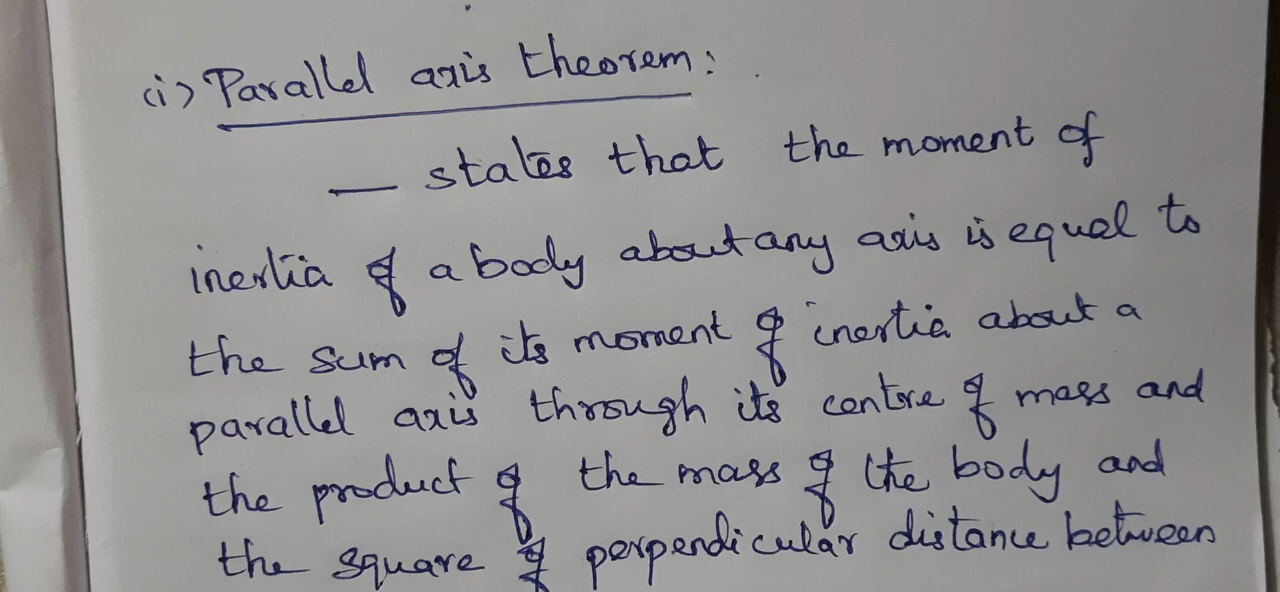 (i) Parallel axis theorem:
— states that the moment of
inertia of a body about any axis is equal to
the sum of its moment of inertia about a
parallel axis through its centre of mass and
the product of the mass of the body and
the square of perpendicular distance between